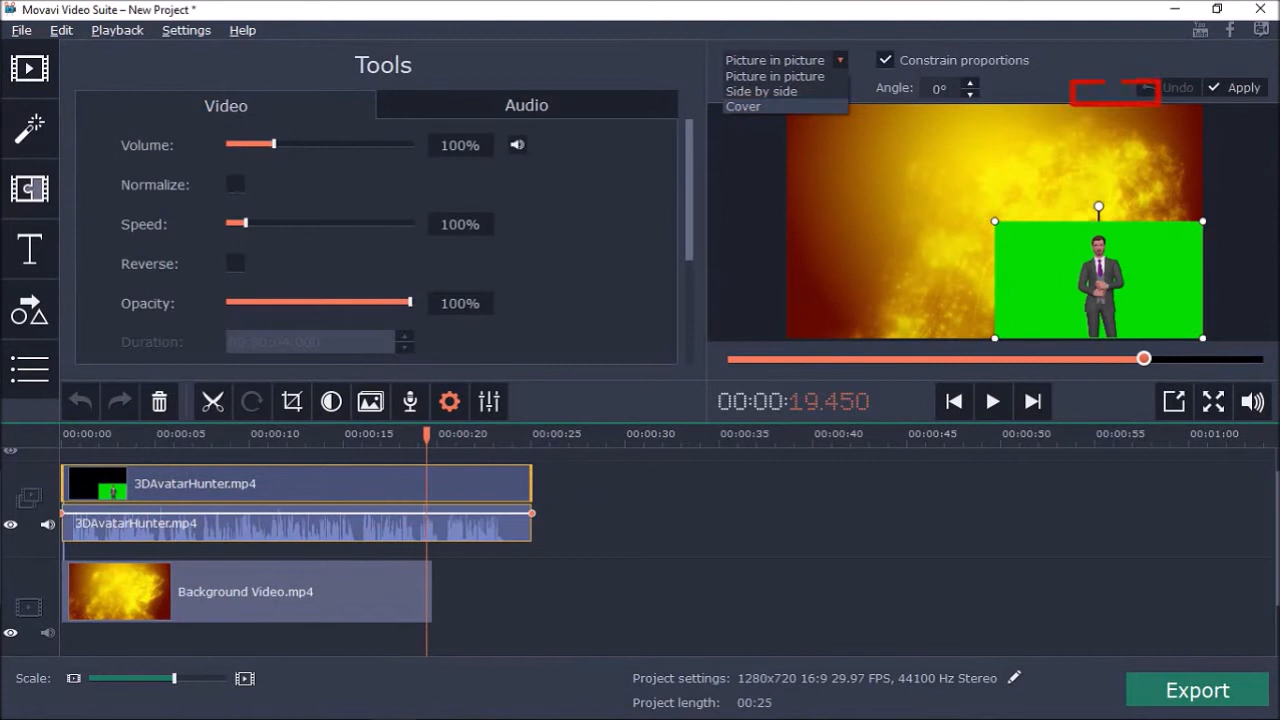 Movavi Video Suite – New Project *
File Edit Playback Settings Help
You
Tools
Video Audio
Volume: 100%
Normalize:
Speed: 100%
Reverse:
Opacity: 100%
Duration: 00:00:04.000
Picture in picture
Constrain proportions
Picture in picture
Side by side
Cover
Angle: 0°
Undo
Apply
00:00:19.450
00:00:00 00:00:05 00:00:10 00:00:15 00:00:20 00:00:25 00:00:30 00:00:35 00:00:40 00:00:45 00:00:50 00:00:55 00:01:00
3DAvatarHunter.mp4
3DAvatarHunter.mp4
Background Video.mp4
Scale:
Project settings: 1280x720 16:9 29.97 FPS, 44100 Hz Stereo
Project length: 00:25
Export